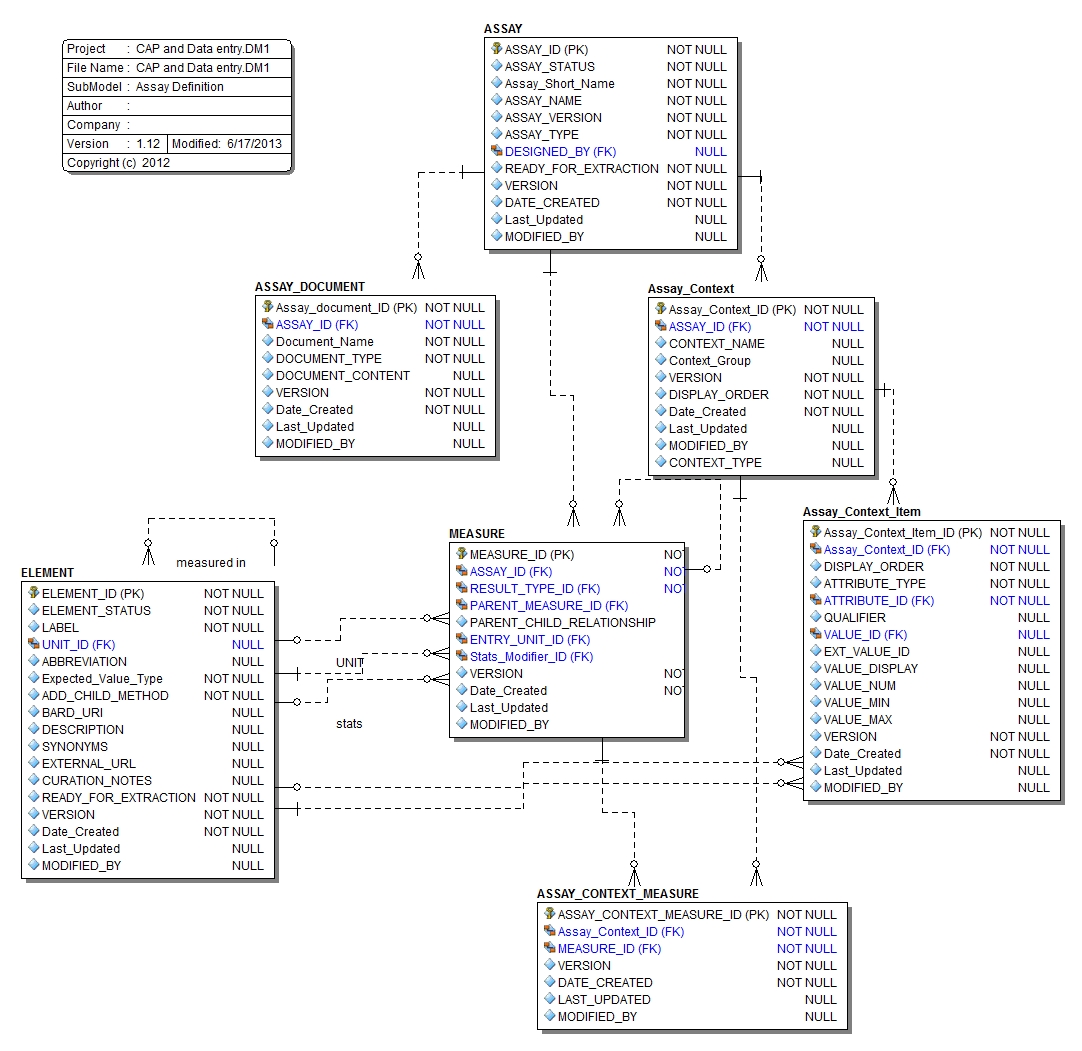 Project : CAP and Data entry.DM1
File Name : CAP and Data entry.DM1
SubModel : Assay Definition
Author :
Company :
Version : 1.12 Modified: 6/17/2013
Copyright (c) 2012
ASSAY
ASSAY_ID (PK) NOT NULL
ASSAY_STATUS NOT NULL
Assay_Short_Name NOT NULL
ASSAY_NAME NOT NULL
ASSAY_VERSION NOT NULL
ASSAY_TYPE NOT NULL
DESIGNED_BY (FK) NULL
READY_FOR_EXTRACTION NOT NULL
VERSION NOT NULL
DATE_CREATED NOT NULL
Last_Updated NULL
MODIFIED_BY NULL
ASSAY_DOCUMENT
Assay_document_ID (PK) NOT NULL
ASSAY_ID (FK) NOT NULL
Document_Name NOT NULL
DOCUMENT_TYPE NOT NULL
DOCUMENT_CONTENT NULL
VERSION NOT NULL
Date_Created NOT NULL
Last_Updated NULL
MODIFIED_BY NULL
Assay_Context
Assay_Context_ID (PK) NOT NULL
ASSAY_ID (FK) NOT NULL
CONTEXT_NAME NULL
Context_Group NULL
VERSION NOT NULL
DISPLAY_ORDER NOT NULL
Date_Created NOT NULL
Last_Updated NULL
MODIFIED_BY NULL
CONTEXT_TYPE NULL
Assay_Context_Item
Assay_Context_Item_ID (PK) NOT NULL
Assay_Context_ID (FK) NOT NULL
DISPLAY_ORDER NOT NULL
ATTRIBUTE_TYPE NOT NULL
ATTRIBUTE_ID (FK) NOT NULL
QUALIFIER NULL
VALUE_ID (FK) NULL
EXT_VALUE_ID NULL
VALUE_DISPLAY NULL
VALUE_NUM NULL
VALUE_MIN NULL
VALUE_MAX NULL
VERSION NOT NULL
Date_Created NOT NULL
Last_Updated NULL
MODIFIED_BY NULL
MEASURE
MEASURE_ID (PK) NO
ASSAY_ID (FK) NO
RESULT_TYPE_ID (FK) NO
PARENT_MEASURE_ID (FK)
PARENT_CHILD_RELATIONSHIP
ENTRY_UNIT_ID (FK)
Stats_Modifier_ID (FK)
VERSION NO
Date_Created NO
Last_Updated
MODIFIED_BY
measured in
ELEMENT
ELEMENT_ID (PK) NOT NULL
ELEMENT_STATUS NOT NULL
LABEL NOT NULL
UNIT_ID (FK) NULL
ABBREVIATION NULL
Expected_Value_Type NOT NULL
ADD_CHILD_METHOD NOT NULL
BARD_URI NULL
DESCRIPTION NULL
SYNONYMS NULL
EXTERNAL_URL NULL
CURATION_NOTES NULL
READY_FOR_EXTRACTION NOT NULL
VERSION NOT NULL
Date_Created NOT NULL
Last_Updated NULL
MODIFIED_BY NULL
UNIT
stats
ASSAY_CONTEXT_MEASURE
ASSAY_CONTEXT_MEASURE_ID (PK) NOT NULL
Assay_Context_ID (FK) NOT NULL
MEASURE_ID (FK) NOT NULL
VERSION NOT NULL
DATE_CREATED NOT NULL
LAST_UPDATED NULL
MODIFIED_BY NULL